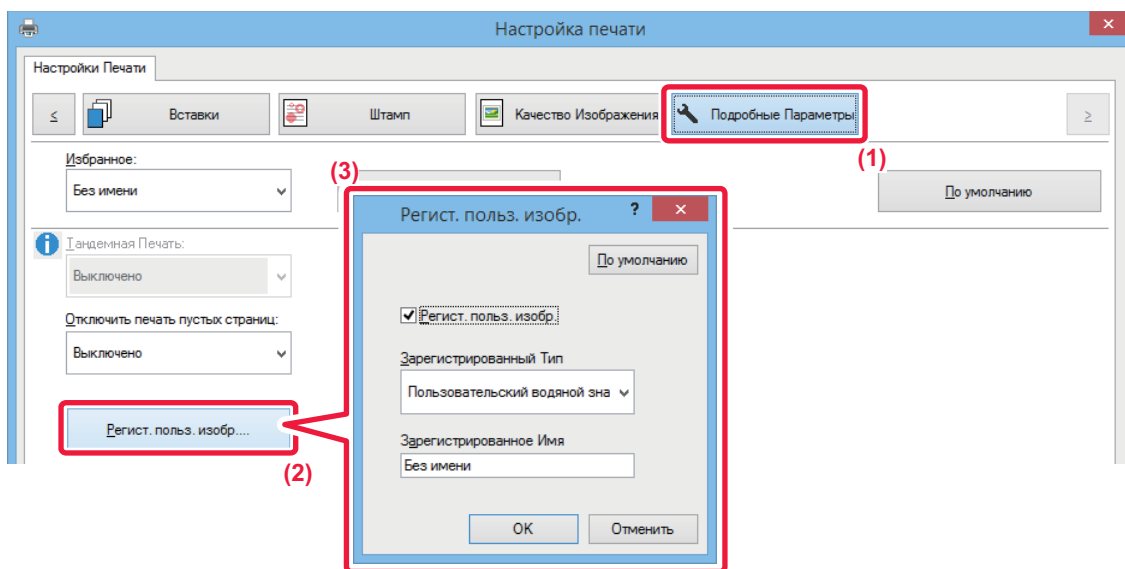 Настройка печати
Настройки Печати
<
Вставки
Штамп
Качество Изображения
Подробные Параметры
>
(1)
Избранное:
Без имени
По умолчанию
Тандемная Печать:
Выключено
Отключить печать пустых страниц:
Выключено
Регист. польз. изобр....
(2)
(3)
Регист. польз. изобр.
?
По умолчанию
Регист. польз. изобр.
Зарегистрированный Тип
Пользовательский водяной зна
Зарегистрированное Имя
Без имени
OK
Отменить